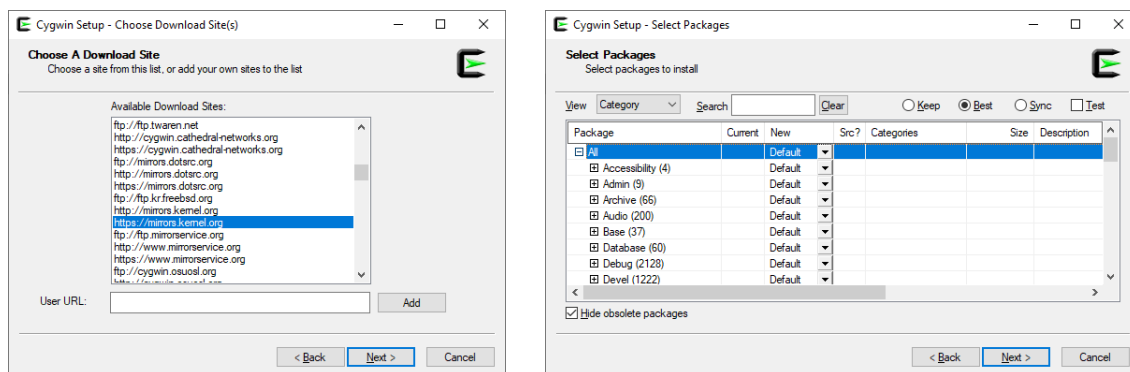 Cygwin Setup - Choose Download Site(s)
Choose A Download Site
Choose a site from this list, or add your own sites to the list
Available Download Sites:
ftp://ftp.twaren.net
http://cygwin.cathedral-networks.org
https://cygwin.cathedral-networks.org
ftp://mirrors.dotsrc.org
http://mirrors.dotsrc.org
https://mirrors.dotsrc.org
ftp://ftp.kr.freebsd.org
http://mirrors.kernel.org
https://mirrors.kernel.org
ftp://ftp.mirrorservice.org
http://www.mirrorservice.org
https://www.mirrorservice.org
ftp://cygwin.osuosl.org
User URL: Add
< Back Next > Cancel
Cygwin Setup - Select Packages
Select Packages
Select packages to install
View Category Search Clear Keep Best Sync Test
Package Current New Src? Categories Size Description
All Default
Accessibility (4) Default
Admin (9) Default
Archive (66) Default
Audio (200) Default
Base (37) Default
Database (60) Default
Debug (2128) Default
Devel (1222) Default
Hide obsolete packages
< Back Next > Cancel